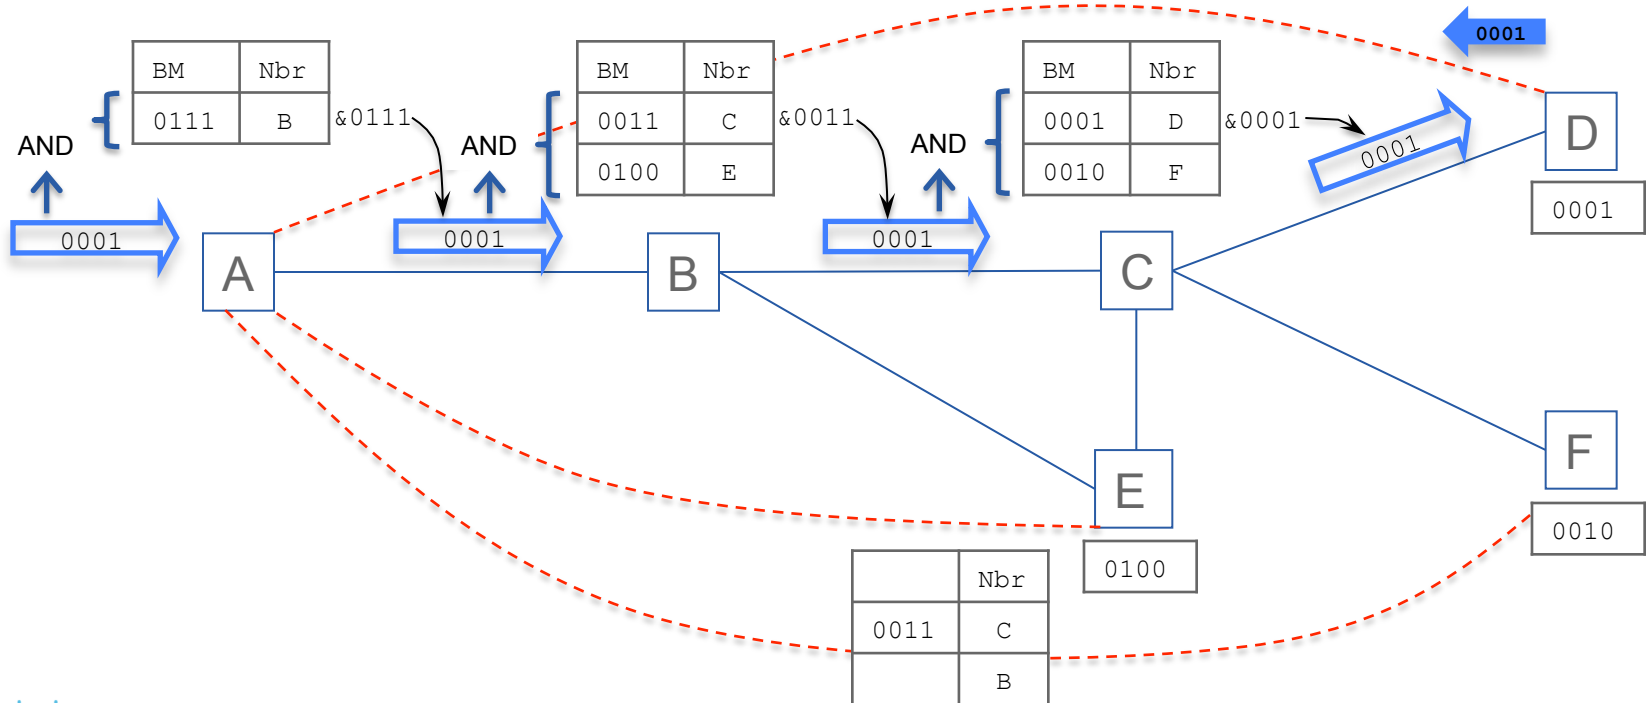 0001
BM Nbr
0111 B
&0111
AND
0001
A
BM Nbr
0011 C
0100 E
&0011
AND
0001
B
BM Nbr
0001 D
0010 F
&0001
AND
0001
C
0001
D
0001
E
0100
F
0010
Nbr
0011 C
B